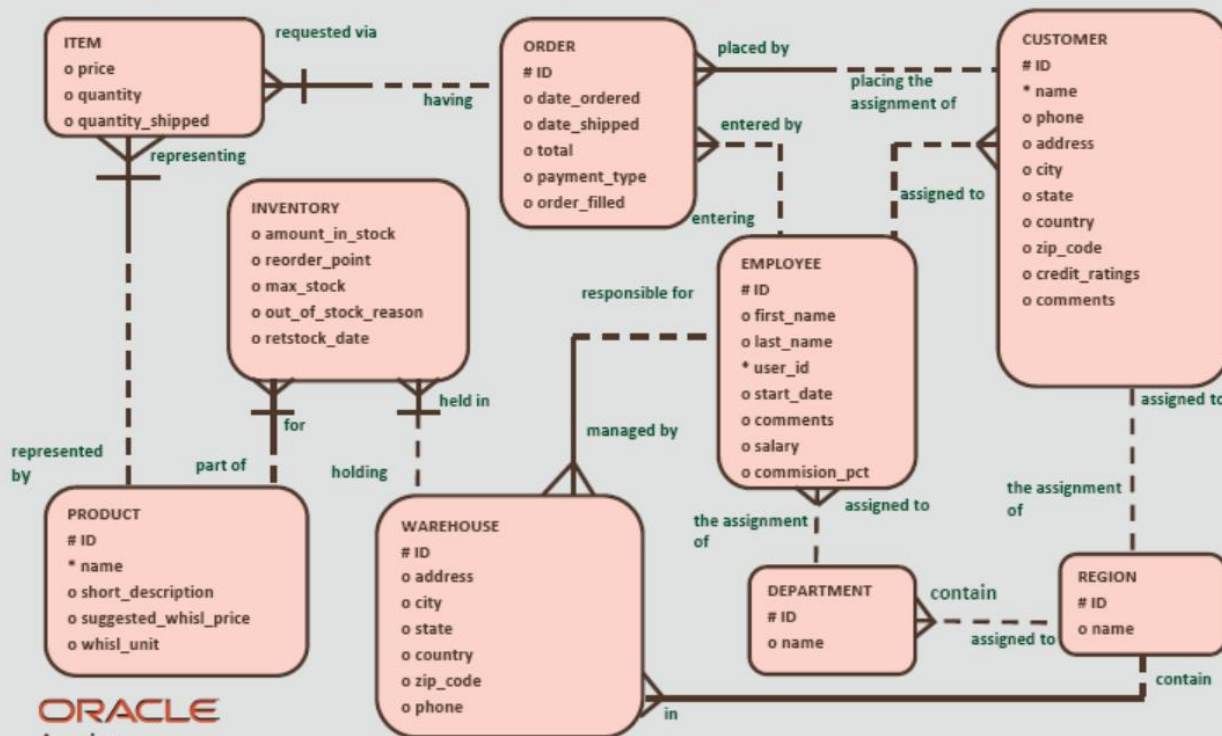 ITEM
o price
o quantity
o quantity_shipped
requested via
having
ORDER
# ID
o date_ordered
o date_shipped
o total
o payment_type
o order_filled
placed by
placing the
assignment of
entered by
entering
CUSTOMER
# ID
* name
o phone
o address
o city
o state
o country
o zip_code
o credit_ratings
o comments
assigned to
representing
INVENTORY
o amount_in_stock
o reorder_point
o max_stock
o out_of_stock_reason
o retstock_date
responsible for
EMPLOYEE
# ID
o first_name
o last_name
* user_id
o start_date
o comments
o salary
o commision_pct
held in
for
managed by
assigned to
represented
by
part of
holding
the assignment
of
PRODUCT
# ID
* name
o short_description
o suggested_whisl_price
o whisl_unit
WAREHOUSE
# ID
o address
o city
o state
o country
o zip_code
o phone
the assignment
of
assigned to
DEPARTMENT
# ID
o name
contain
assigned to
REGION
# ID
o name
contain
in
ORACLE